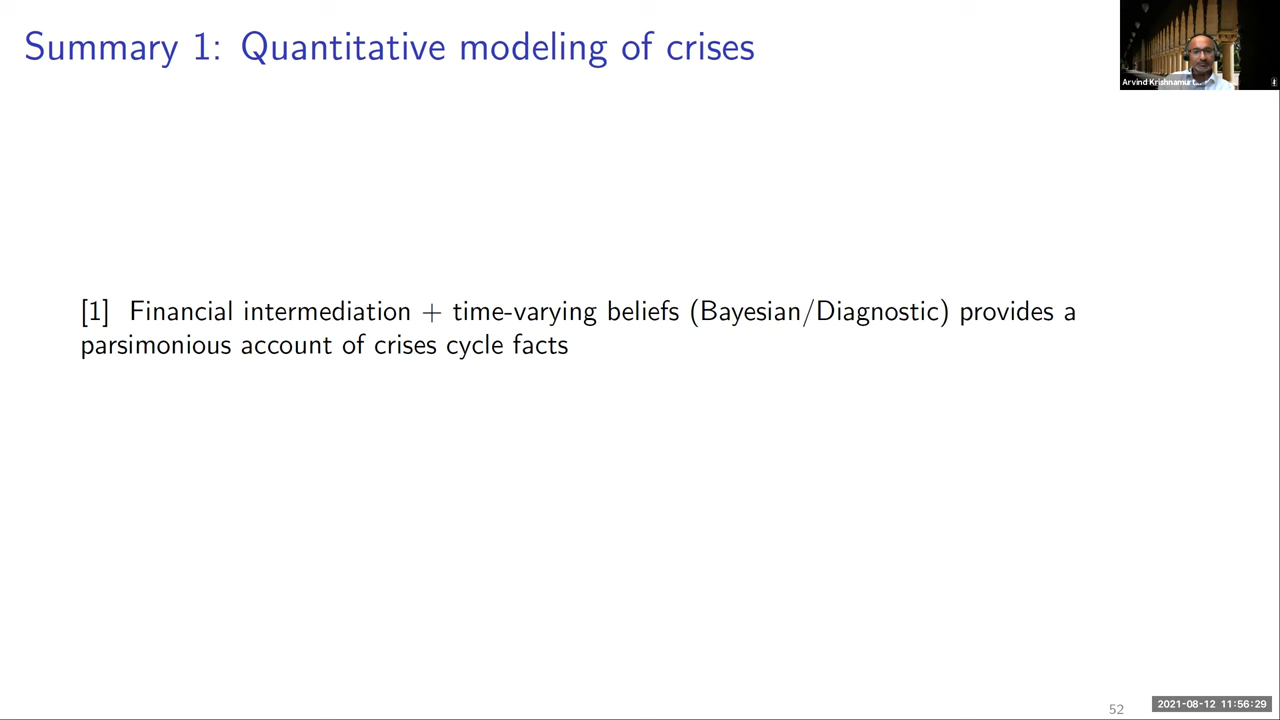 Summary 1: Quantitative modeling of crises
Arvind Krishnamurt...
[1] Financial intermediation + time-varying beliefs (Bayesian/Diagnostic) provides a
parsimonious account of crises cycle facts
52
2021-08-12 11:56:29